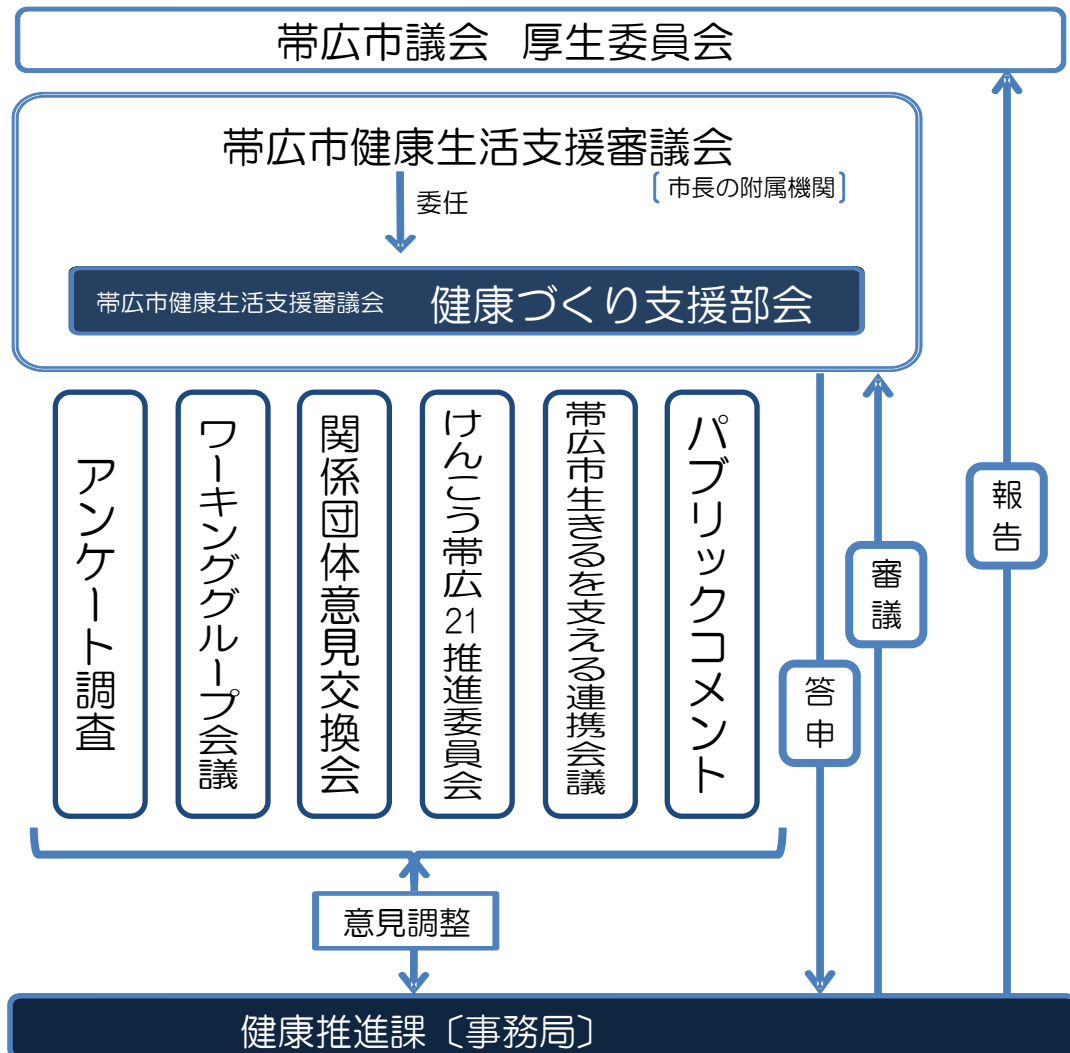 帯広市議会　厚生委員会
帯広市健康生活支援審議会
〔市長の附属機関〕
委任
帯広市健康生活支援審議会　健康づくり支援部会
アンケート調査
ワーキンググループ会議
関係団体意見交換会
けんこう帯広21推進委員会
帯広市生きるを支える連携会議
パブリックコメント
答申
審議
報告
意見調整
健康推進課〔事務局〕